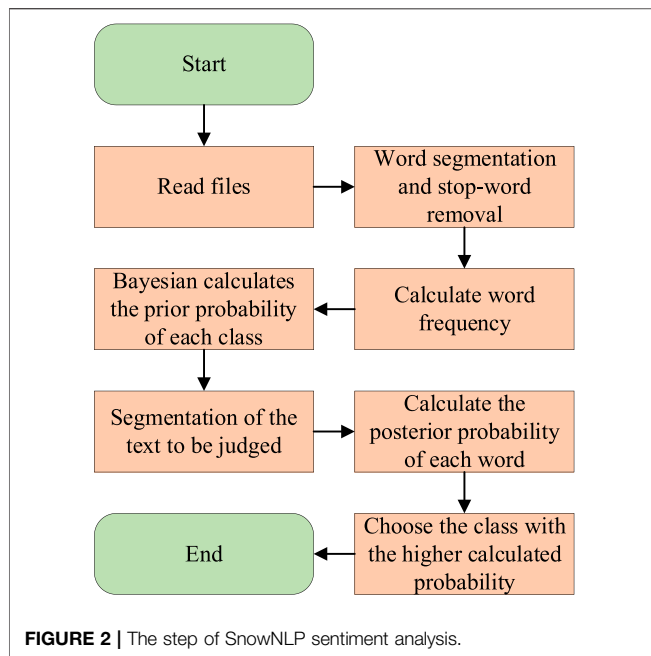 Start
Read files
Word segmentation
and stop-word
removal
Calculate word
frequency
Bayesian calculates
the prior probability
of each class
Segmentation of the
text to be judged
Calculate the
posterior probability
of each word
Choose the class with
the higher calculated
probability
End
FIGURE 2 | The step of SnowNLP sentiment analysis.